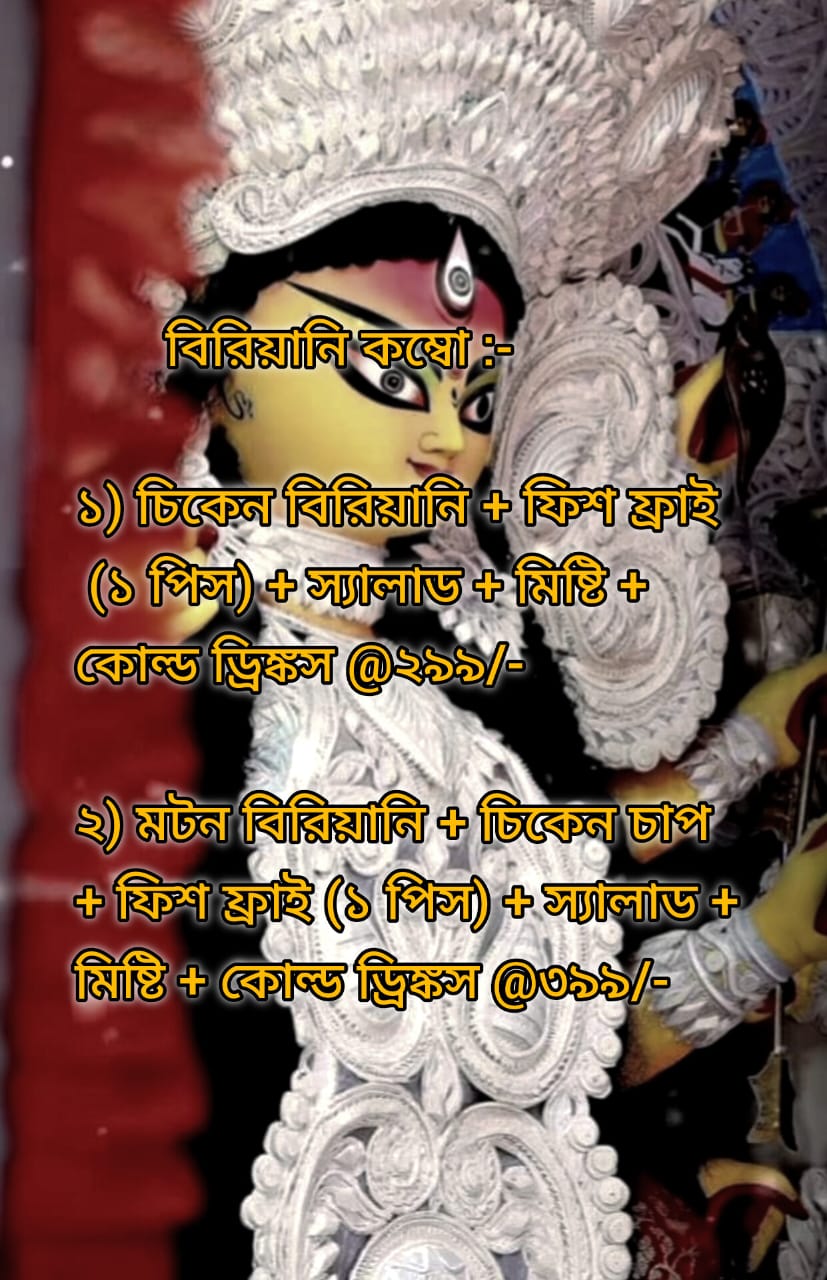 বিরিয়ানি কম্বো :-
১) চিকেন বিরিয়ানি + ফিশ ফ্রাই
(১ পিস) + স্যালাড + মিষ্টি +
কোল্ড ড্রিঙ্কস @২৯৯/-
২) মটন বিরিয়ানি + চিকেন চাপ
+ ফিশ ফ্রাই (১ পিস) + স্যালাড +
মিষ্টি + কোল্ড ড্রিঙ্কস @৩৯৯/-